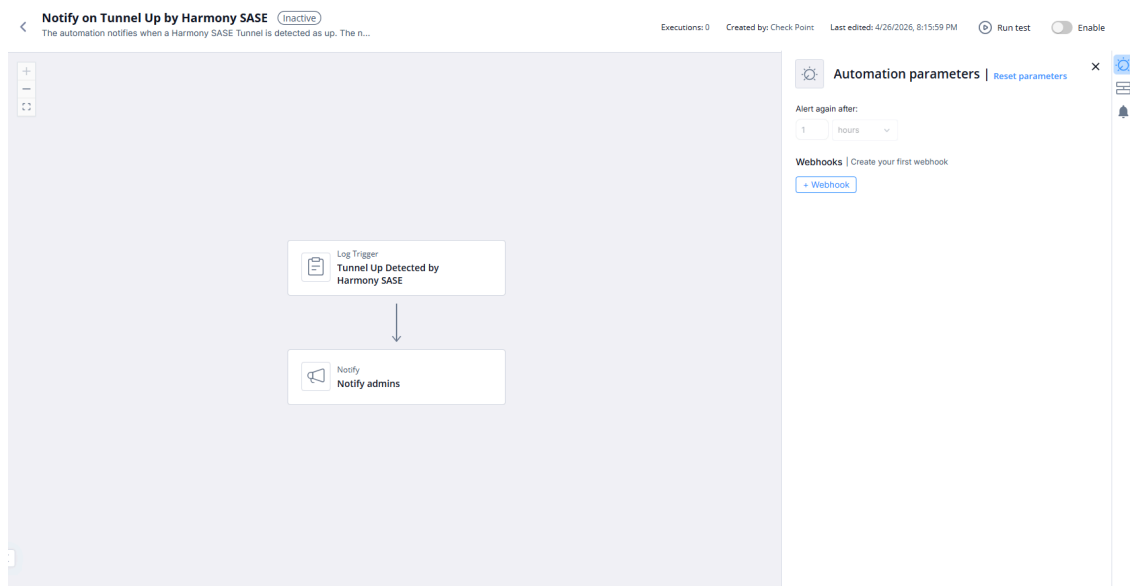 Notify on Tunnel Up by Harmony SASE Inactive
The automation notifies when a Harmony SASE Tunnel is detected as up. The n...
Executions: 0 Created by: Check Point Last edited: 4/26/2026, 8:15:59 PM Run test Enable
Automation parameters | Reset parameters
Alert again after:
1 hours
Webhooks | Create your first webhook
+ Webhook
Log Trigger
Tunnel Up Detected by
Harmony SASE
Notify
Notify admins